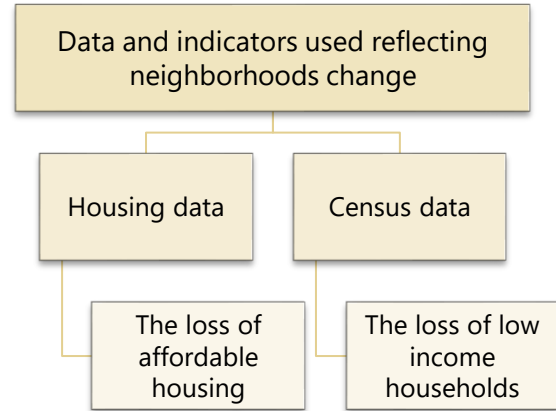 Data and indicators used reflecting
neighborhoods change
Housing data
Census data
The loss of
affordable
housing
The loss of low
income
households